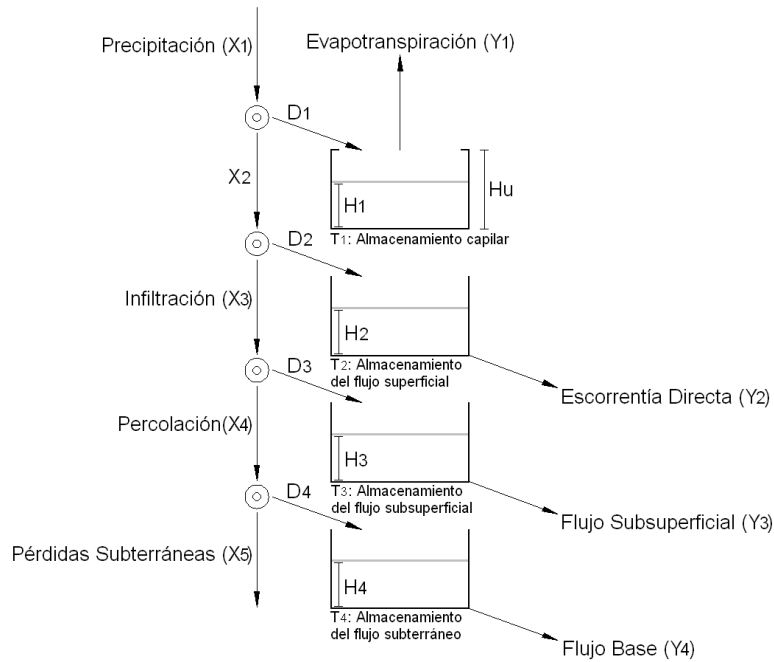 Precipitación (X1)
Evapotranspiración (Y1)
D1
X2
H1
Hu
T1: Almacenamiento capilar
D2
Infiltración (X3)
H2
D3
T2: Almacenamiento
del flujo superficial
Escorrentía Directa (Y2)
Percolación(X4)
H3
D4
T3: Almacenamiento
del flujo subsuperficial
Flujo Subsuperficial (Y3)
Pérdidas Subterráneas (X5)
H4
T4: Almacenamiento
del flujo subterráneo
Flujo Base (Y4)